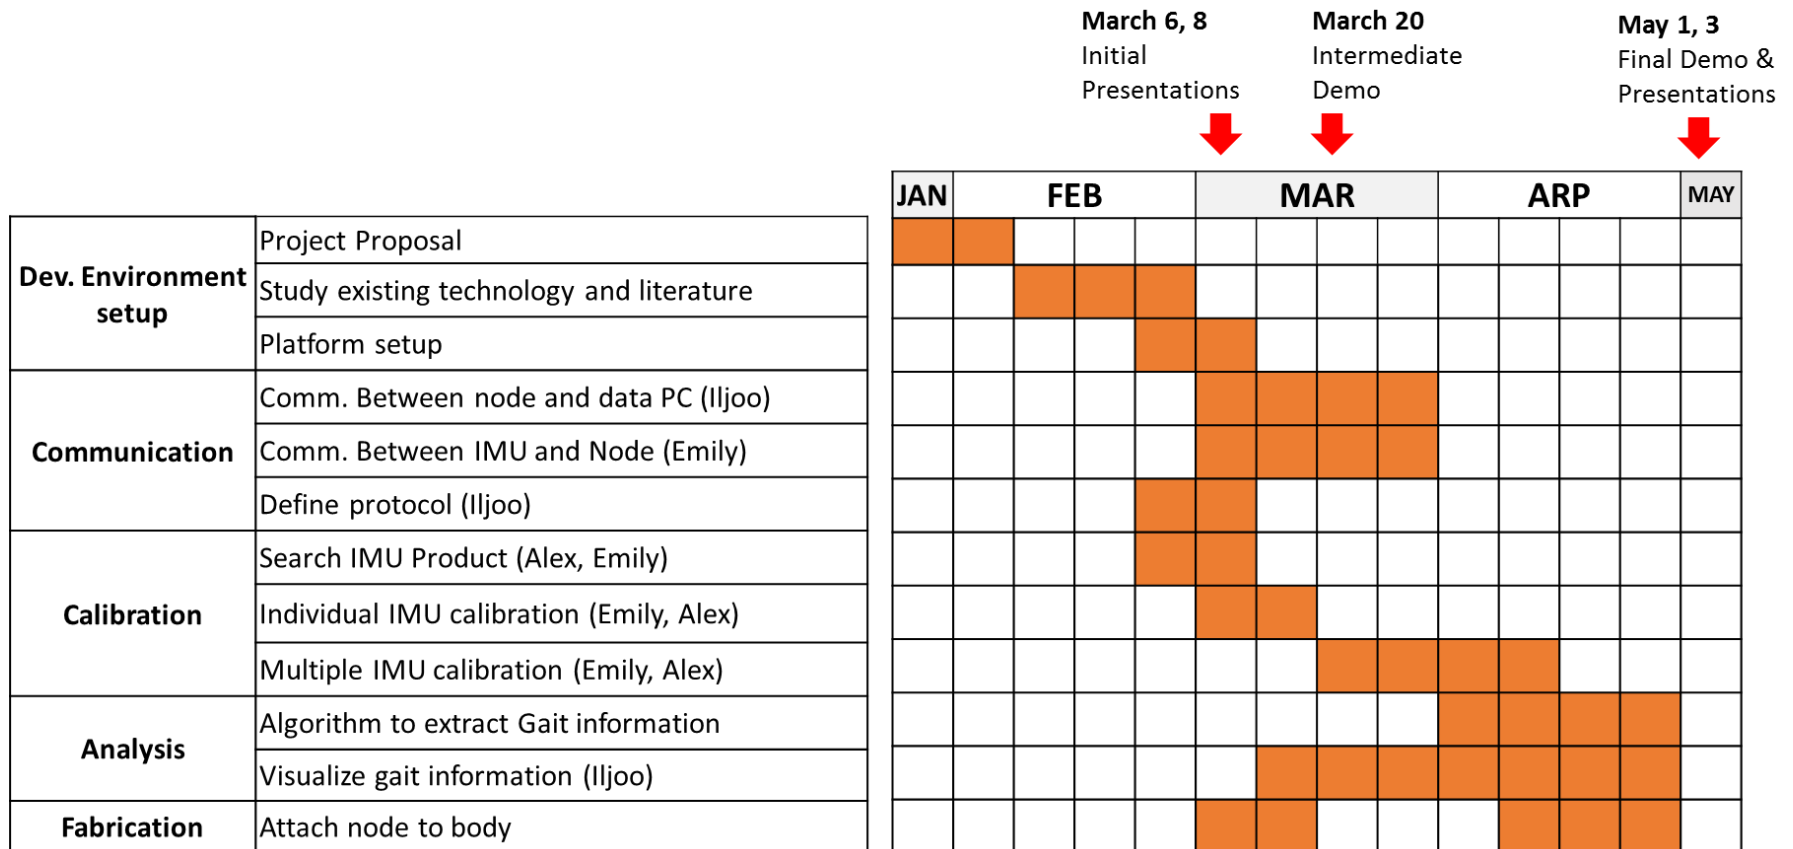 March 6, 8
Initial
Presentations
March 20
Intermediate
Demo
May 1, 3
Final Demo &
Presentations
JAN FEB MAR ARP MAY
Dev. Environment
setup
Project Proposal
Study existing technology and literature
Platform setup
Communication
Comm. Between node and data PC (Iljoo)
Comm. Between IMU and Node (Emily)
Define protocol (Iljoo)
Calibration
Search IMU Product (Alex, Emily)
Individual IMU calibration (Emily, Alex)
Multiple IMU calibration (Emily, Alex)
Analysis
Algorithm to extract Gait information
Visualize gait information (Iljoo)
Fabrication
Attach node to body